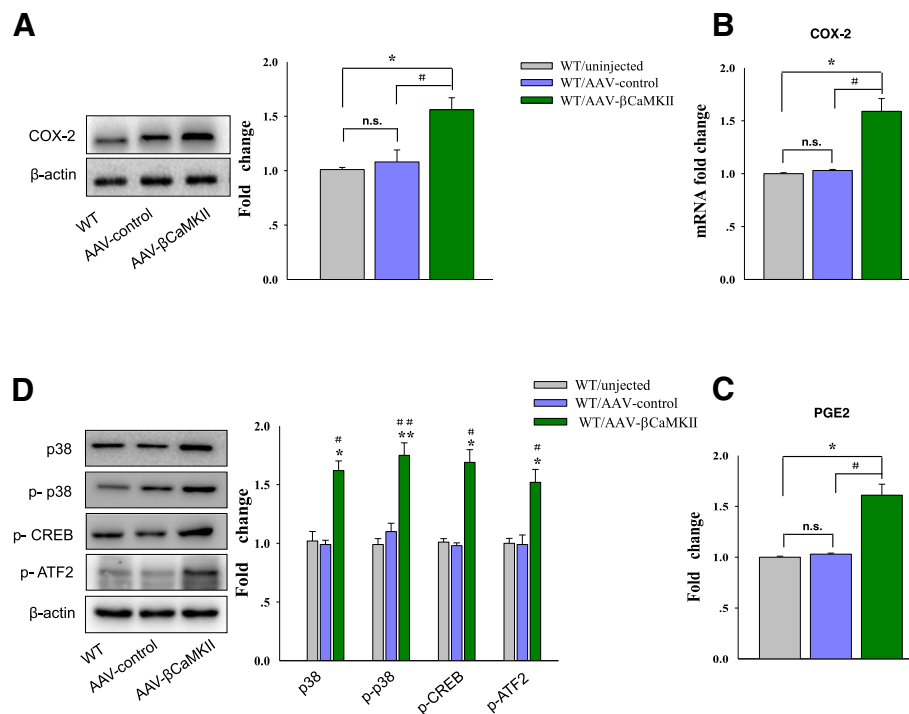 A
COX-2
β-actin
WT
AAV-control
AAV-βCaMKII
Fold change
2.0
1.5
1.0
.5
0.0
*
#
n.s.
WT/uninjected
WT/AAV-control
WT/AAV-βCaMKII
B
COX-2
mRNA fold change
2.0
1.5
1.0
.5
0.0
*
#
n.s.
D
p38
p- p38
p- CREB
p- ATF2
β-actin
WT
AAV-control
AAV-βCaMKII
Fold change
2.0
1.5
1.0
.5
0.0
#
*
# #
**
#
*
#
*
p38
p-p38
p-CREB
p-ATF2
WT/unjected
WT/AAV-control
WT/AAV-βCaMKII
C
PGE2
Fold change
2.0
1.5
1.0
.5
0.0
*
#
n.s.